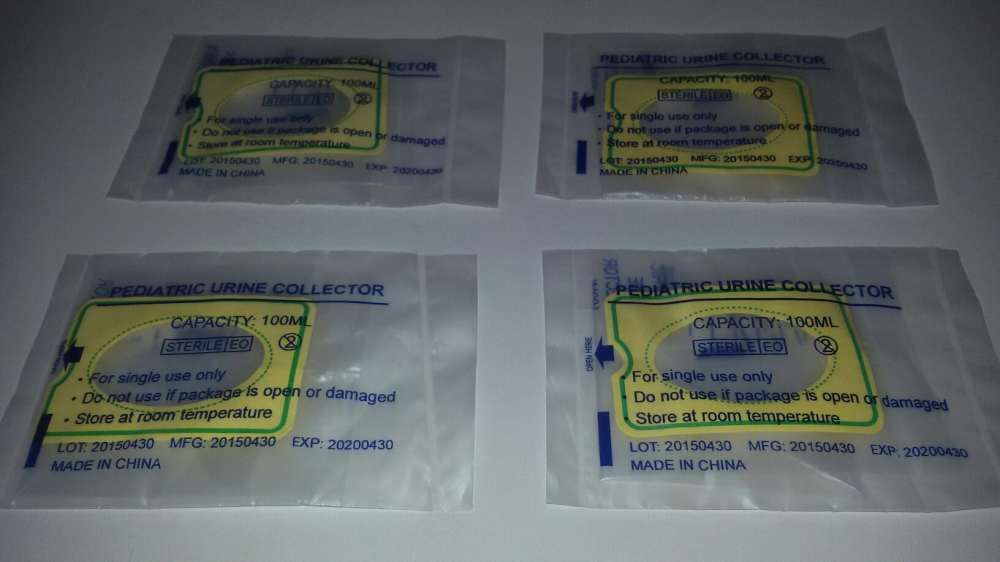 PEDIATRIC URINE COLLECTOR
CAPACITY: 100ML
STERILE EO 2
• For single use only
• Do not use if package is open or damaged
• Store at room temperature
LOT: 20150430 MFG: 20150430 EXP: 20200430
MADE IN CHINA
PEDIATRIC URINE COLLECTOR
CAPACITY: 100ML
STERILE EO 2
• For single use only
• Do not use if package is open or damaged
• Store at room temperature
LOT: 20150430 MFG: 20150430 EXP: 20200430
MADE IN CHINA
PEDIATRIC URINE COLLECTOR
CAPACITY: 100ML
STERILE EO 2
• For single use only
• Do not use if package is open or damaged
• Store at room temperature
LOT: 20150430 MFG: 20150430 EXP: 20200430
MADE IN CHINA
PEDIATRIC URINE COLLECTOR
CAPACITY: 100ML
STERILE EO 2
OPEN HERE
• For single use only
• Do not use if package is open or damaged
• Store at room temperature
LOT: 20150430 MFG: 20150430 EXP: 20200430
MADE IN CHINA